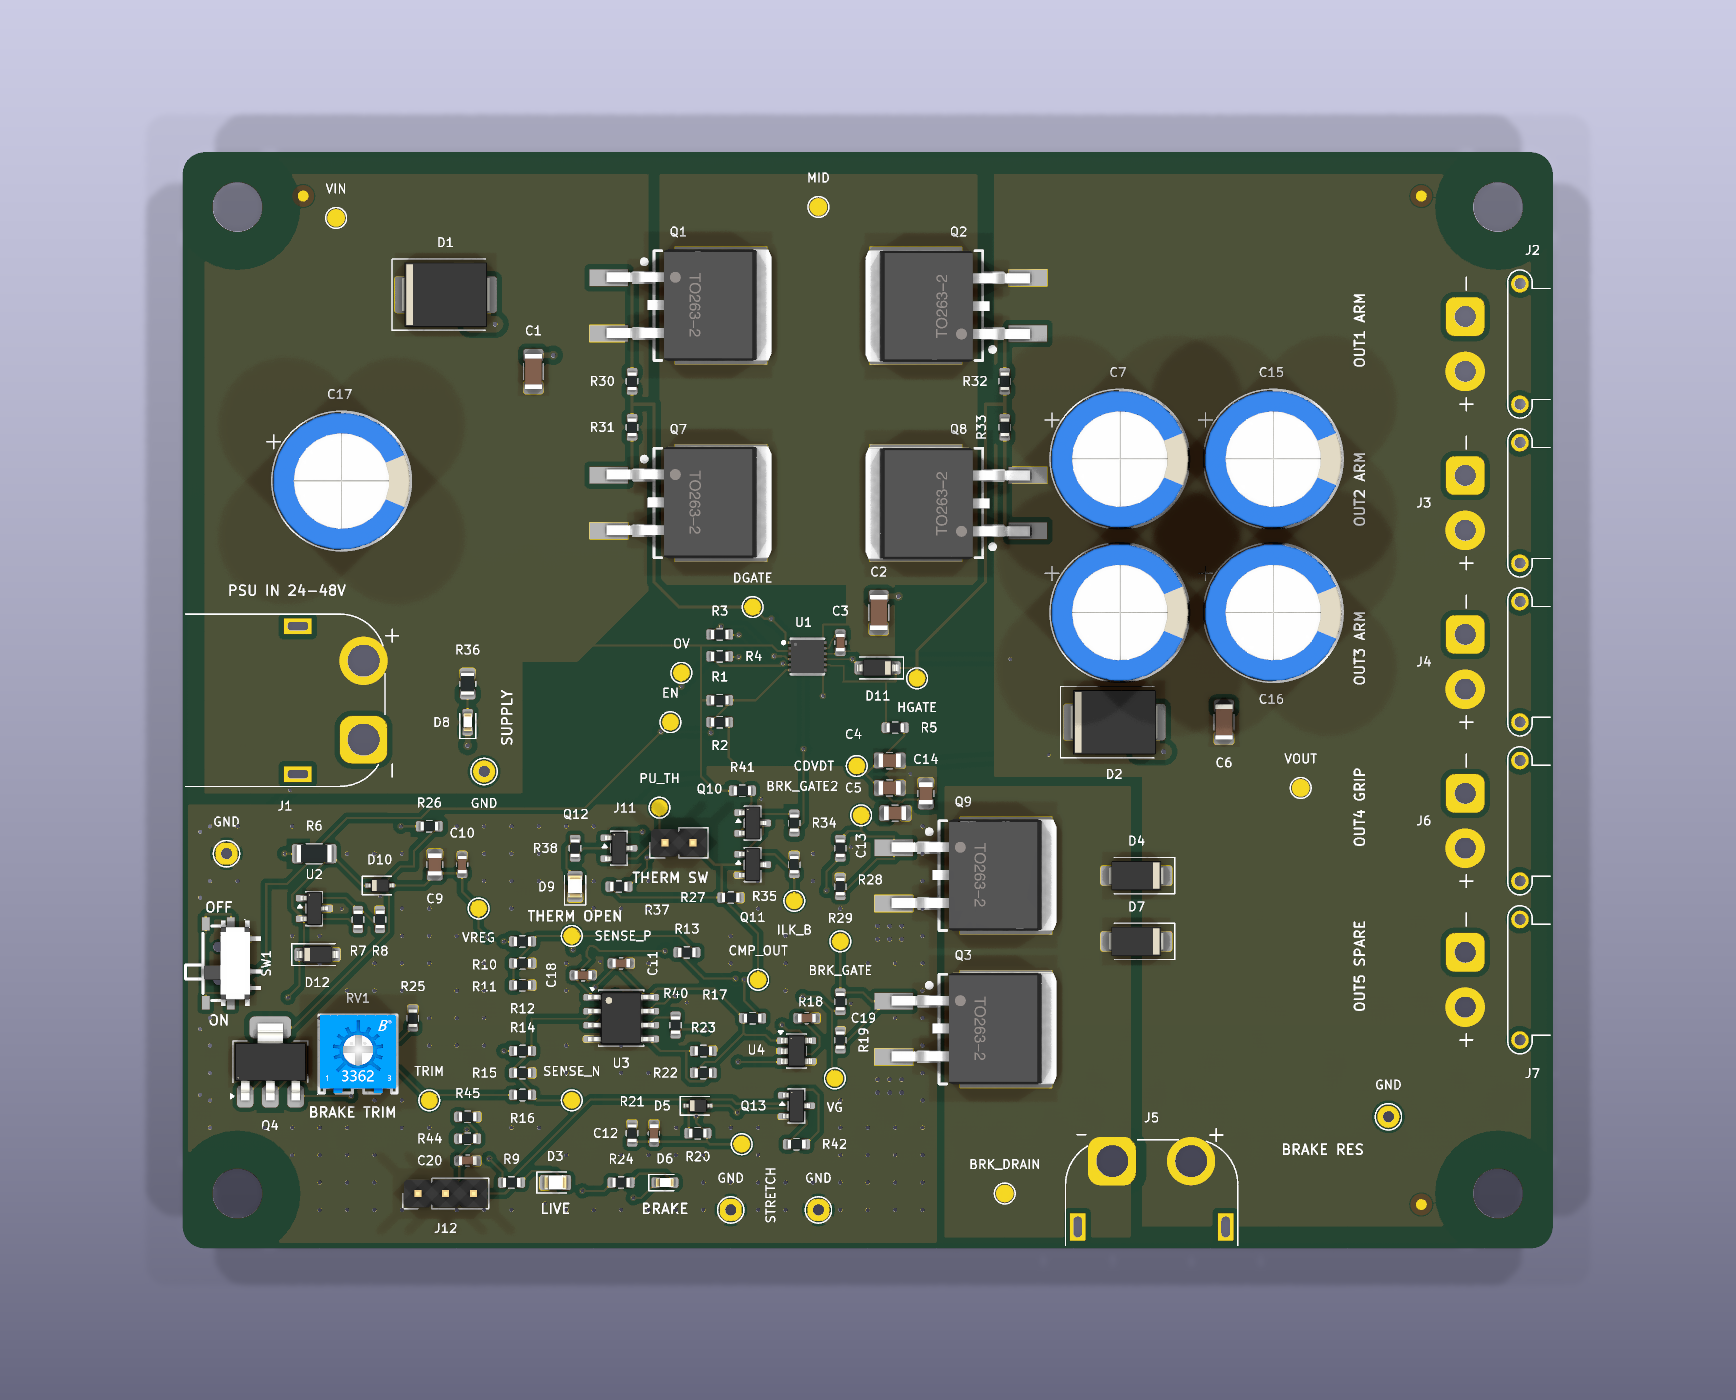 VIN
MID
D1
Q1
Q2
J2
TO263-2
TO263-2
OUT1 ARM
C1
R30
R32
C7
C15
C17
R31
R33
Q7
Q8
TO263-2
TO263-2
OUT2 ARM
J3
PSU IN 24-48V
DGATE
C2
R3
C3
U1
OV
R4
R36
R1
EN
D11
HGATE
OUT3 ARM
J4
C16
D8
SUPPLY
R2
C4
R5
C14
CDVDT
C5
D2
C6
VOUT
J1
GND
PU_TH
R41
BRK_GATE2
Q10
GND
R26
C10
R6
U2
D10
C9
OFF
Q12
J11
R38
D9
THERM SW
R34
C13
Q9
TO263-2
D4
OUT4 GRIP
J6
R37
R27
R35
Q11
R28
R29
THERM OPEN
ILK_B
D7
VREG
SENSE_P
R13
CMP_OUT
BRK_GATE
Q3
TO263-2
OUT5 SPARE
R7
R8
SW1
D12
R10
R11
C18
C11
R12
R14
R40
R17
R18
C19
R19
ON
RV1
R25
B
3362
1
3
BRAKE TRIM
Q4
TRIM
R15
R16
SENSE_N
U3
R23
R22
U4
VG
J7
R45
R44
C20
R21
D5
Q13
C12
R20
R42
GND
J5
BRAKE RES
R9
D3
R24
D6
GND
STRETCH
GND
BRK_DRAIN
J12
LIVE
BRAKE